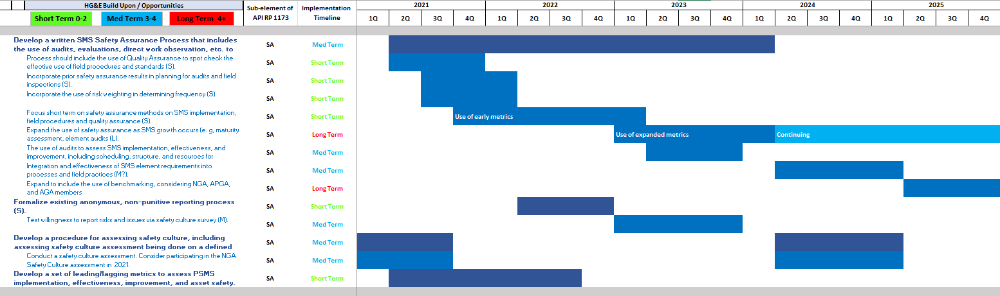 HG&E Build Upon / Opportunities
Short Term 0-2 Med Term 3-4 Long Term 4+
Sub-element of
API RP 1173
Implementation
Timeline
2021 2022 2023 2024 2025
1Q 2Q 3Q 4Q 1Q 2Q 3Q 4Q 1Q 2Q 3Q 4Q 1Q 2Q 3Q 4Q 1Q 2Q 3Q 4Q
Develop a written SMS Safety Assurance Process that includes
the use of audits, evaluations, direct work observation, etc. to
SA Med Term
Process should include the use of Quality Assurance to spot check the
effective use of field procedures and standards (S).
SA Short Term
Incorporate prior safety assurance results in planning for audits and field
inspections (S).
SA Short Term
Incorporate the use of risk weighting in determining frequency (S).
SA Short Term
Focus short term on safety assurance methods on SMS implementation,
field procedures and quality assurance (S).
SA Short Term Use of early metrics
Expand the use of safety assurance as SMS growth occurs (e. g, maturity
assessment, element audits (L).
SA Long Term Use of expanded metrics Continuing
The use of audits to assess SMS implementation, effectiveness, and
improvement, including scheduling, structure, and resources for
SA Med Term
Integration and effectiveness of SMS element requirements into
processes and field practices (M?).
SA Med Term
Expand to include the use of benchmarking, considering NGA, APGA,
and AGA members
SA Long Term
Formalize existing anonymous, non-punitive reporting process
(S).
SA Short Term
Test willingness to report risks and issues via safety culture survey (M).
SA Med Term
Develop a procedure for assessing safety culture, including
assessing safety culture assessment being done on a defined
SA Med Term
Conduct a safety culture assessment. Consider participating in the NGA
Safety Culture assessment in 2021.
SA Med Term
Develop a set of leading/lagging metrics to assess PSMS
implementation, effectiveness, improvement, and asset safety.
SA Short Term